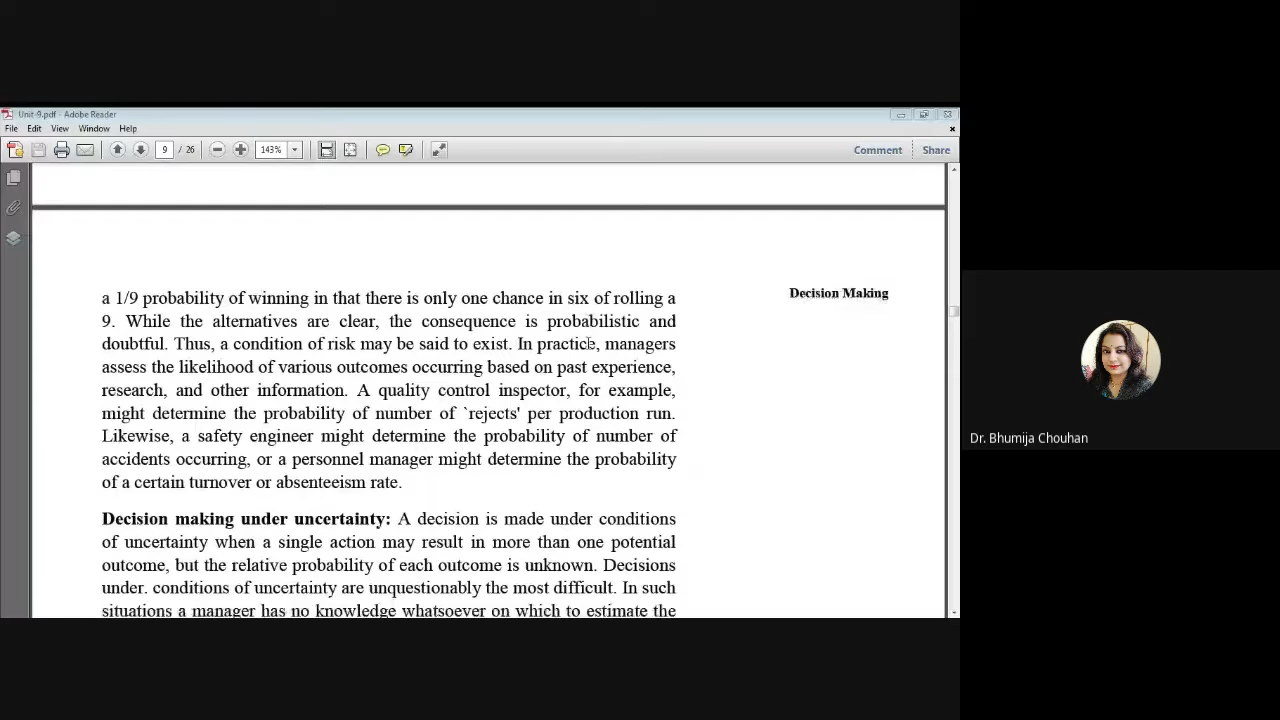 Unit-9.pdf - Adobe Reader
File Edit View Window Help
9 / 26 143% Comment Share
Decision Making
a 1/9 probability of winning in that there is only one chance in six of rolling a
9. While the alternatives are clear, the consequence is probabilistic and
doubtful. Thus, a condition of risk may be said to exist. In practice, managers
assess the likelihood of various outcomes occurring based on past experience,
research, and other information. A quality control inspector, for example,
might determine the probability of number of `rejects' per production run.
Likewise, a safety engineer might determine the probability of number of
accidents occurring, or a personnel manager might determine the probability
of a certain turnover or absenteeism rate.
Decision making under uncertainty: A decision is made under conditions
of uncertainty when a single action may result in more than one potential
outcome, but the relative probability of each outcome is unknown. Decisions
under. conditions of uncertainty are unquestionably the most difficult. In such
situations a manager has no knowledge whatsoever on which to estimate the
Dr. Bhumija Chouhan